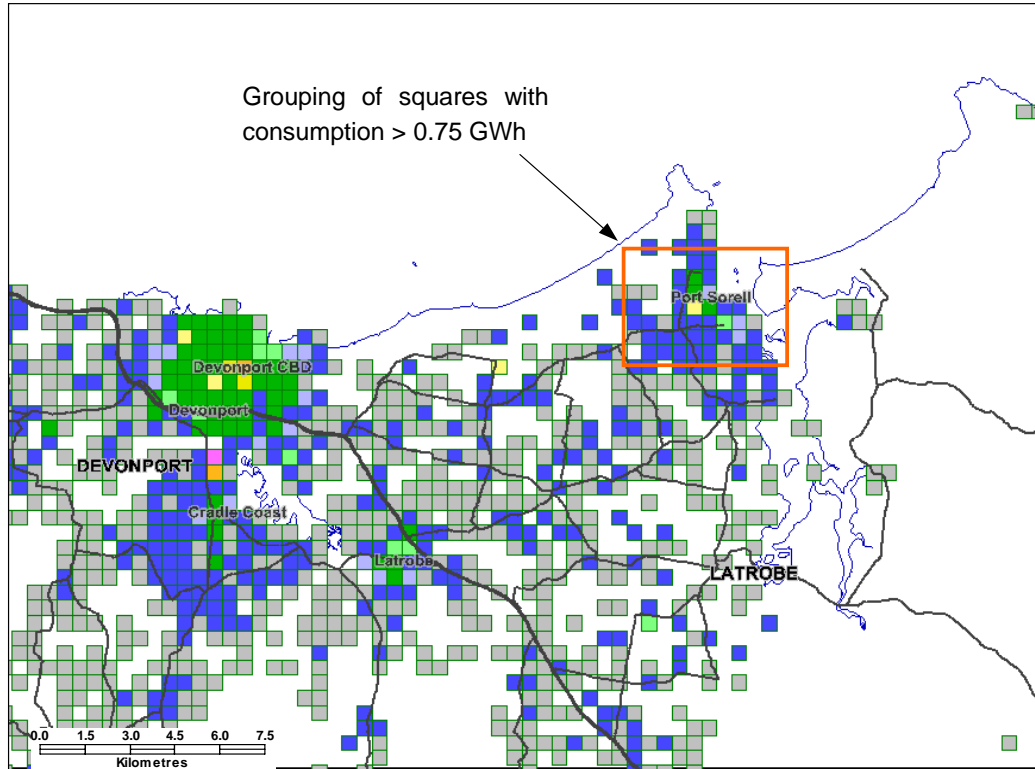 Grouping of squares with
consumption > 0.75 GWh
Port Sorell
Devonport CBD
Devonport
DEVONPORT
Cradle Coast
Latrobe
LATROBE
0.0 1.5 3.0 4.5 6.0 7.5
Kilometres